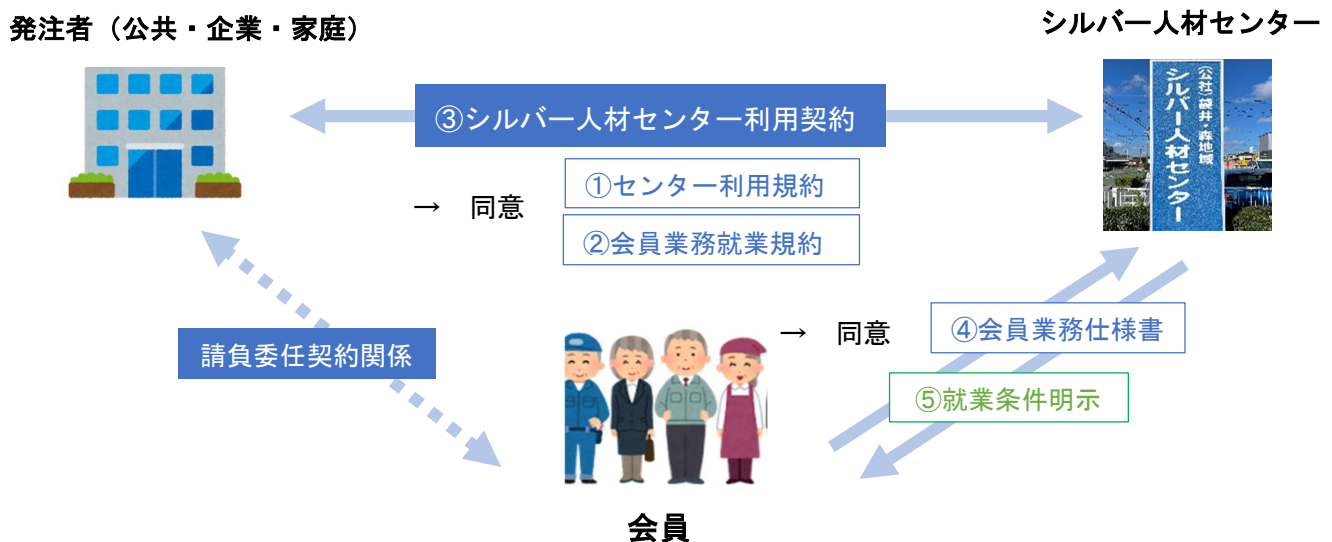 発注者（公共・企業・家庭）
シルバー人材センター
③シルバー人材センター利用契約
（公社）袋井・森地域
シルバー人材センター
→ 同意
①センター利用規約
②会員業務就業規約
請負委任契約関係
→ 同意
④会員業務仕様書
⑤就業条件明示
会員